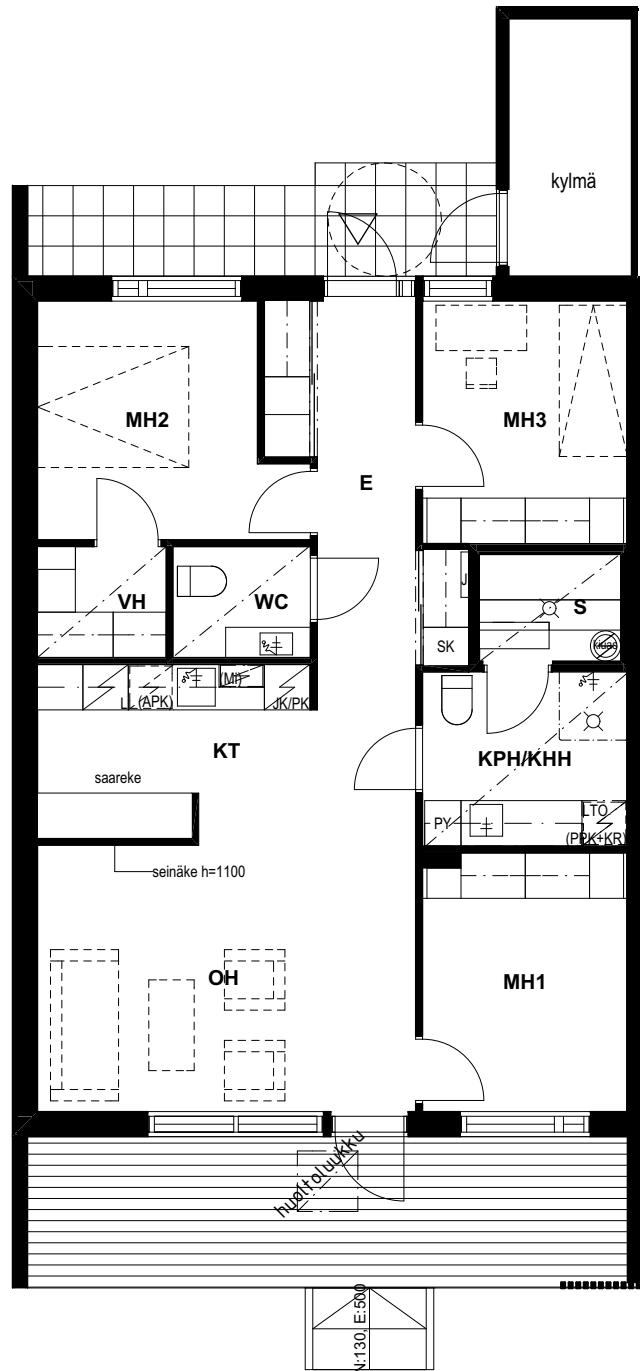 kylmä
MH2
MH3
E
VH
WC
J
SK
S
kiuas
L
(APK)
(MI)
JK/PK
KT
KPH/KHH
saareke
PY
LTO
(PPK+KR)
seinäke h=1100
OH
MH1
huoltoluukku
N:130, E:500